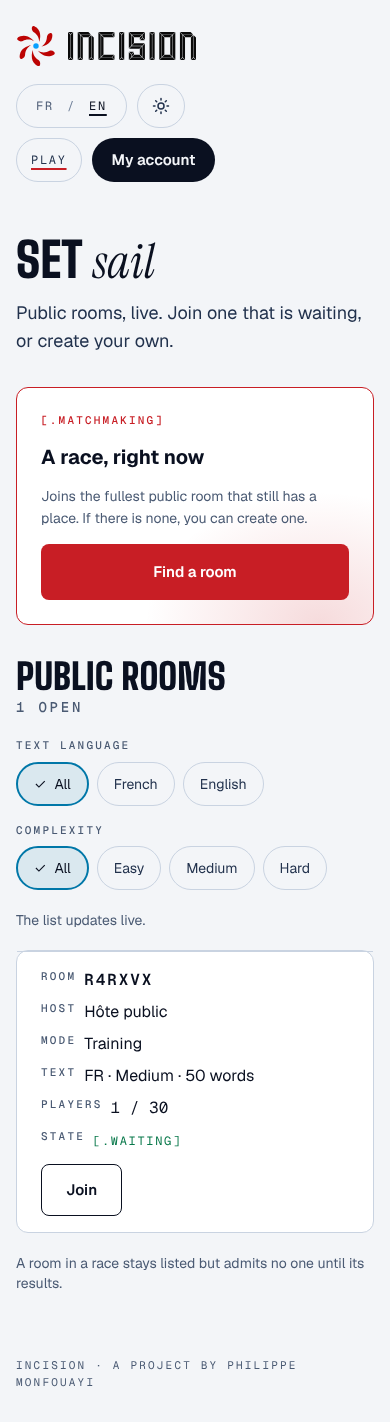 INCISION
FR / EN
PLAY My account
SET sail
Public rooms, live. Join one that is waiting,
or create your own.
[.MATCHMAKING]
A race, right now
Joins the fullest public room that still has a
place. If there is none, you can create one.
Find a room
PUBLIC ROOMS
1 OPEN
TEXT LANGUAGE
✓ All French English
COMPLEXITY
✓ All Easy Medium Hard
The list updates live.
ROOM R4RXVX
HOST Hôte public
MODE Training
TEXT FR · Medium · 50 words
PLAYERS 1 / 30
STATE [.WAITING]
Join
A room in a race stays listed but admits no one until its
results.
INCISION · A PROJECT BY PHILIPPE
MONFOUAYI